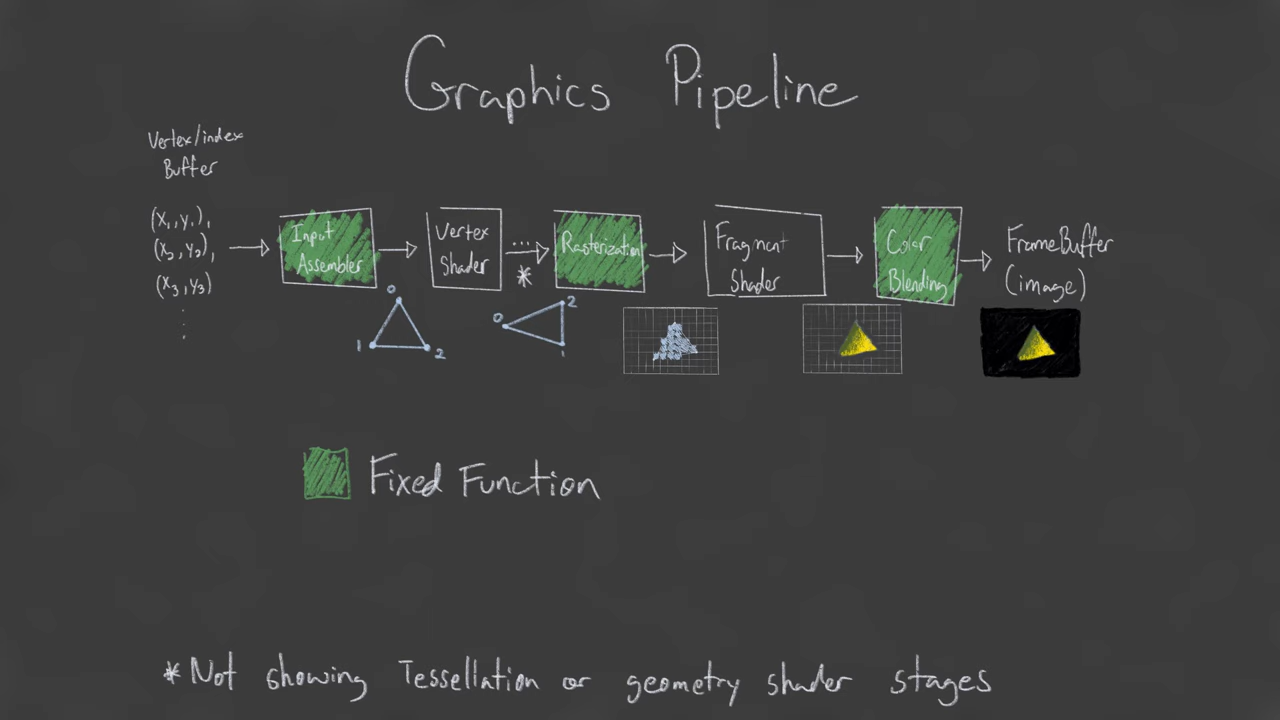 Graphics Pipeline
Vertex/index
Buffer
(x₁,y₁),
(x₂,y₂),
(x₃,y₃)
⋮
Input
Assembler
Vertex
Shader
...
*
Rasterization
Fragment
Shader
Color
Blending
FrameBuffer
(image)
0
1
2
0
2
1
Fixed Function
*Not showing Tessellation or geometry shader stages